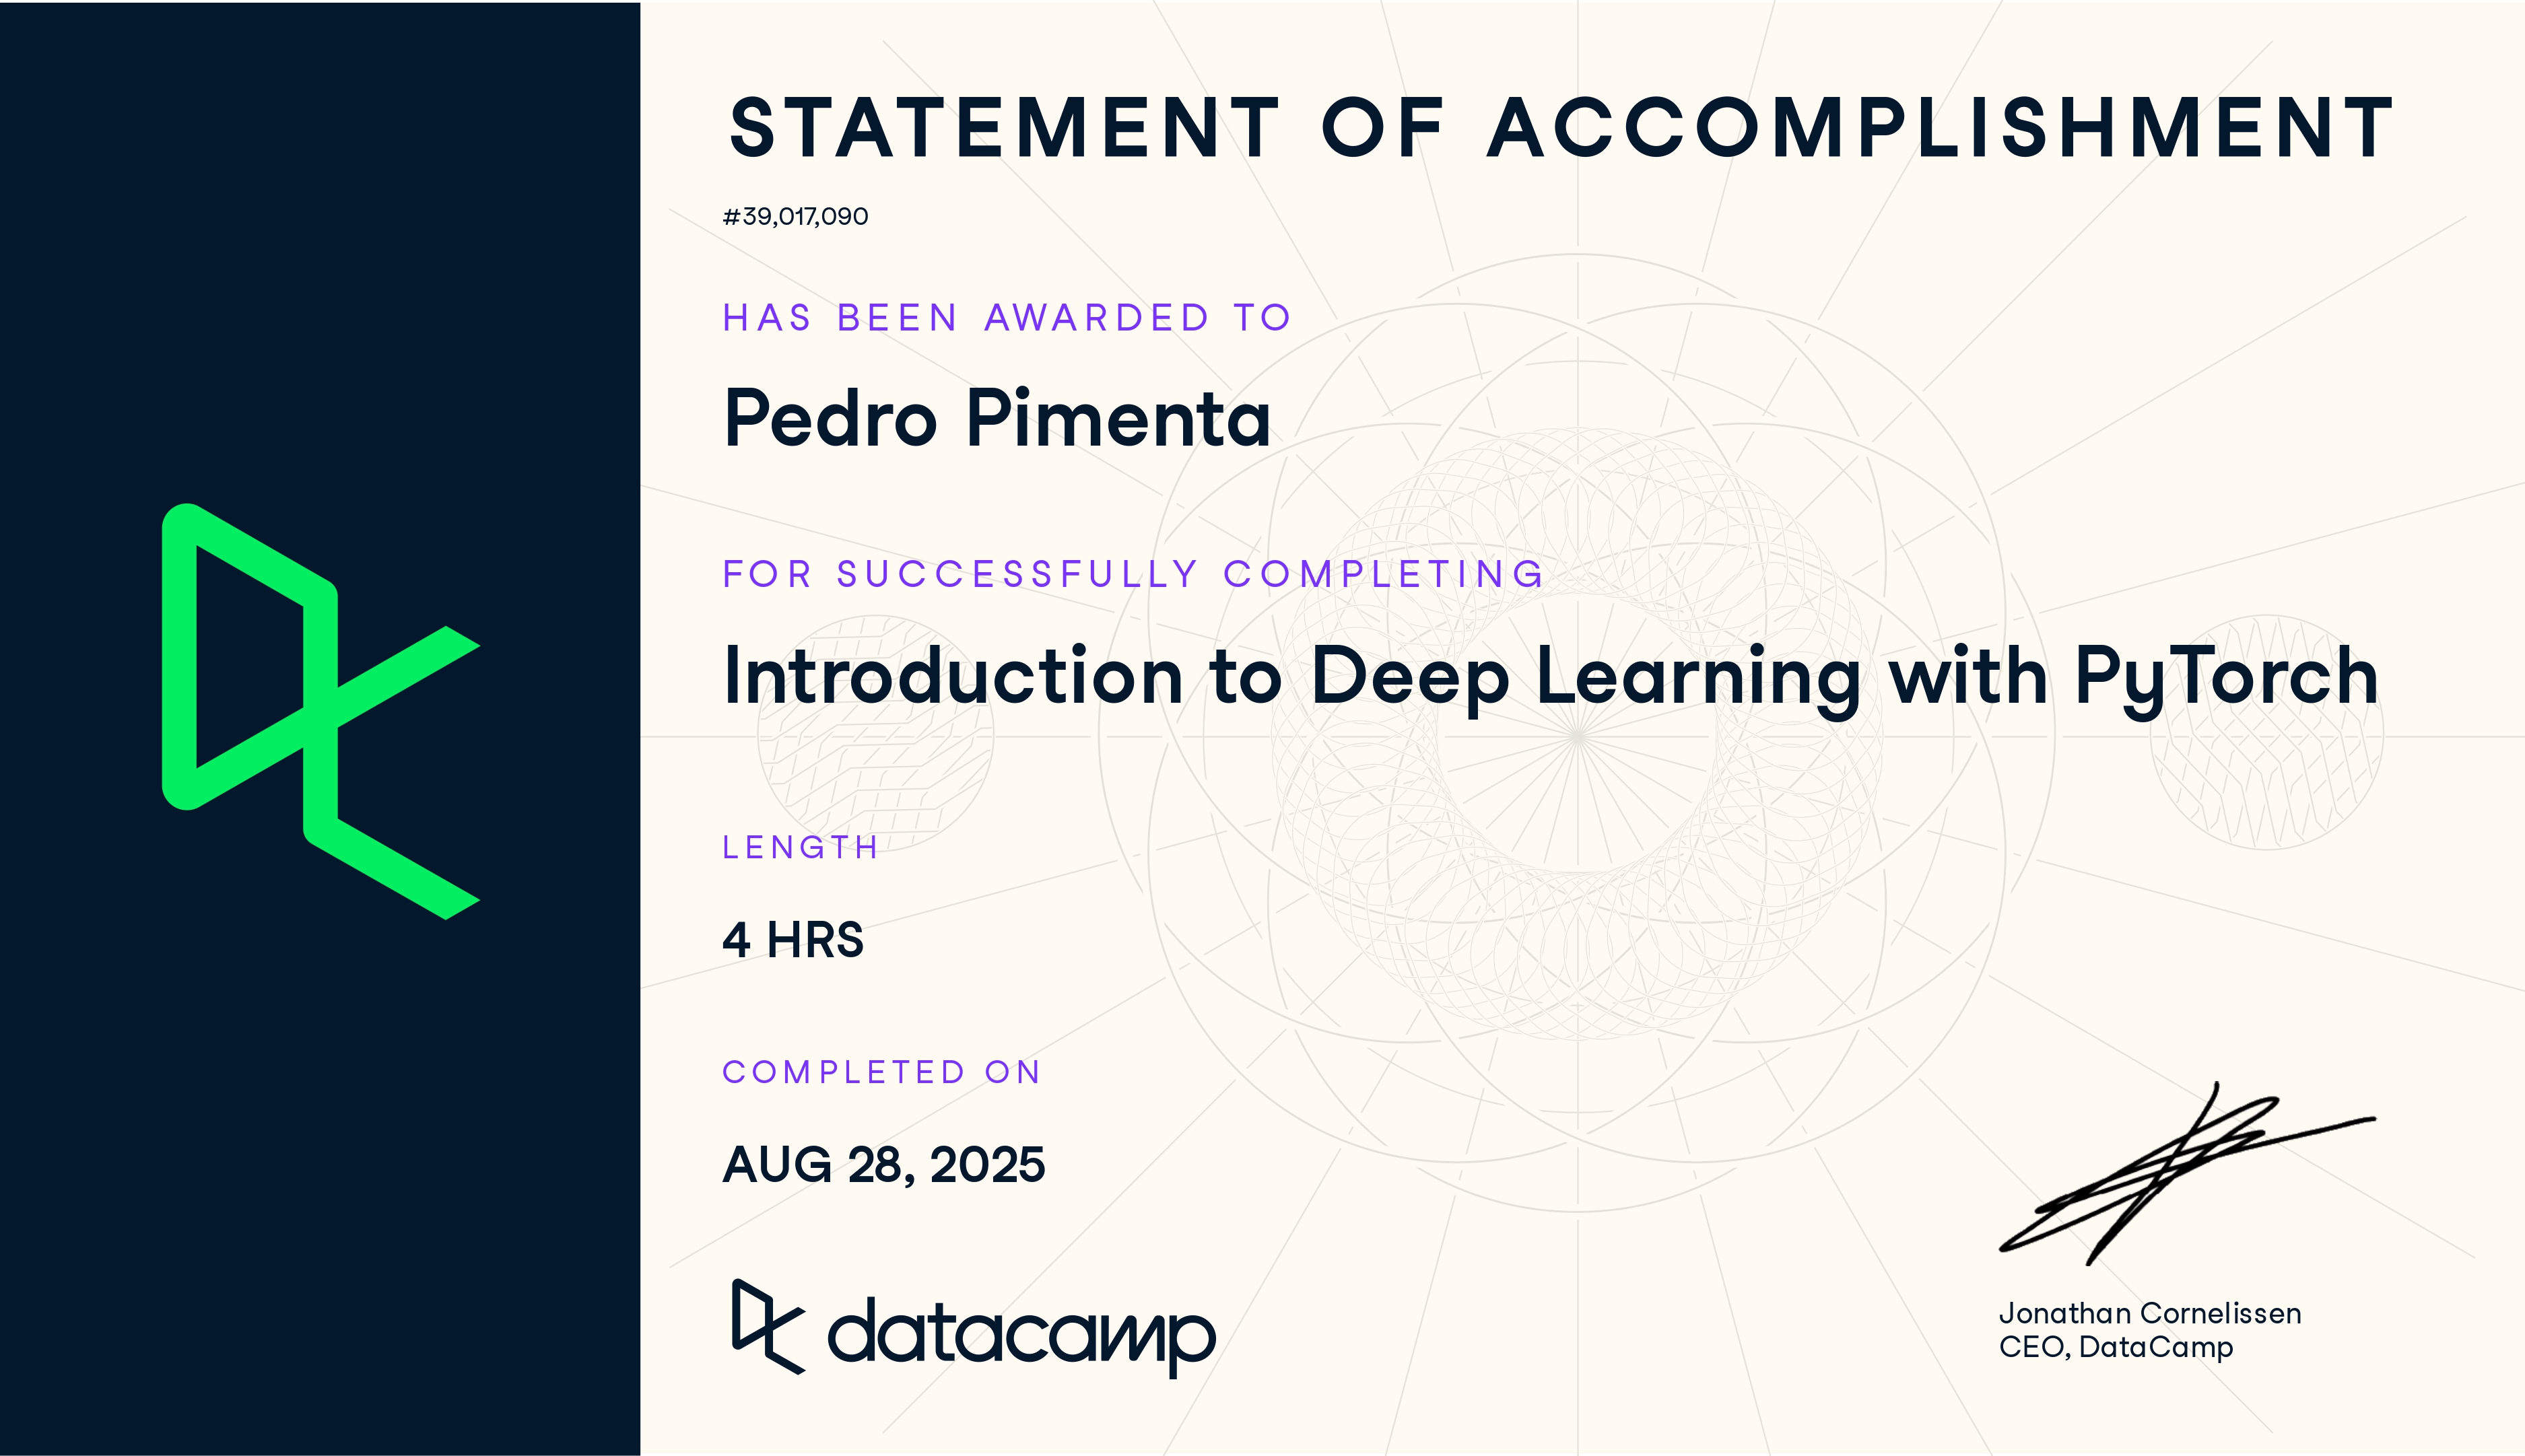 STATEMENT OF ACCOMPLISHMENT
#39,017,090
HAS BEEN AWARDED TO
Pedro Pimenta
FOR SUCCESSFULLY COMPLETING
Introduction to Deep Learning with PyTorch
LENGTH
4 HRS
COMPLETED ON
AUG 28, 2025
datacamp
Jonathan Cornelissen
CEO, DataCamp